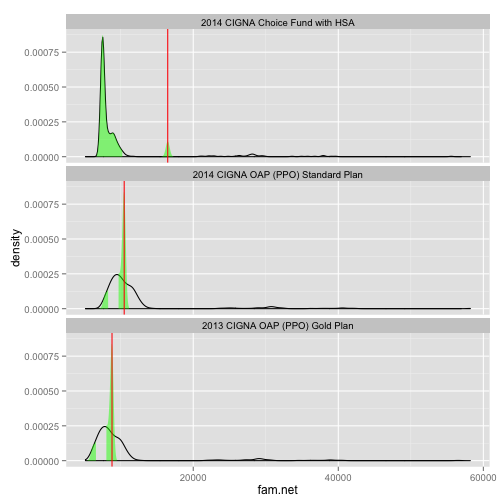 2014 CIGNA Choice Fund with HSA
0.00075
0.00050
0.00025
0.00000
2014 CIGNA OAP (PPO) Standard Plan
0.00075
0.00050
0.00025
0.00000
density
2013 CIGNA OAP (PPO) Gold Plan
0.00075
0.00050
0.00025
0.00000
20000 40000 60000
fam.net